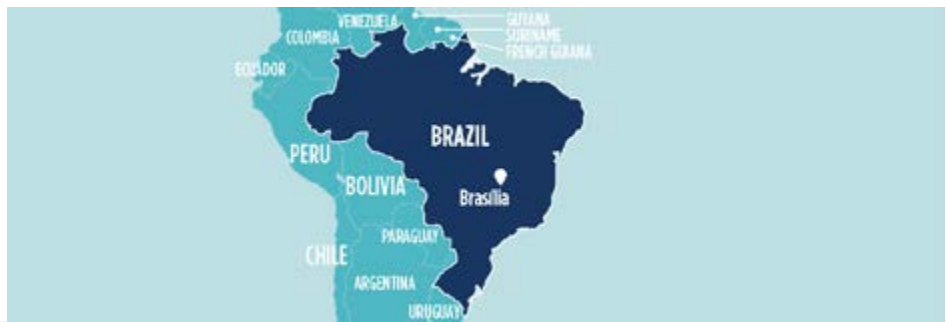 VENEZUELA
GUYANA
SURINAME
FRENCH GUIANA
COLOMBIA
ECUADOR
BRAZIL
PERU
BOLIVIA
Brasília
PARAGUAY
CHILE
ARGENTINA
URUGUAY